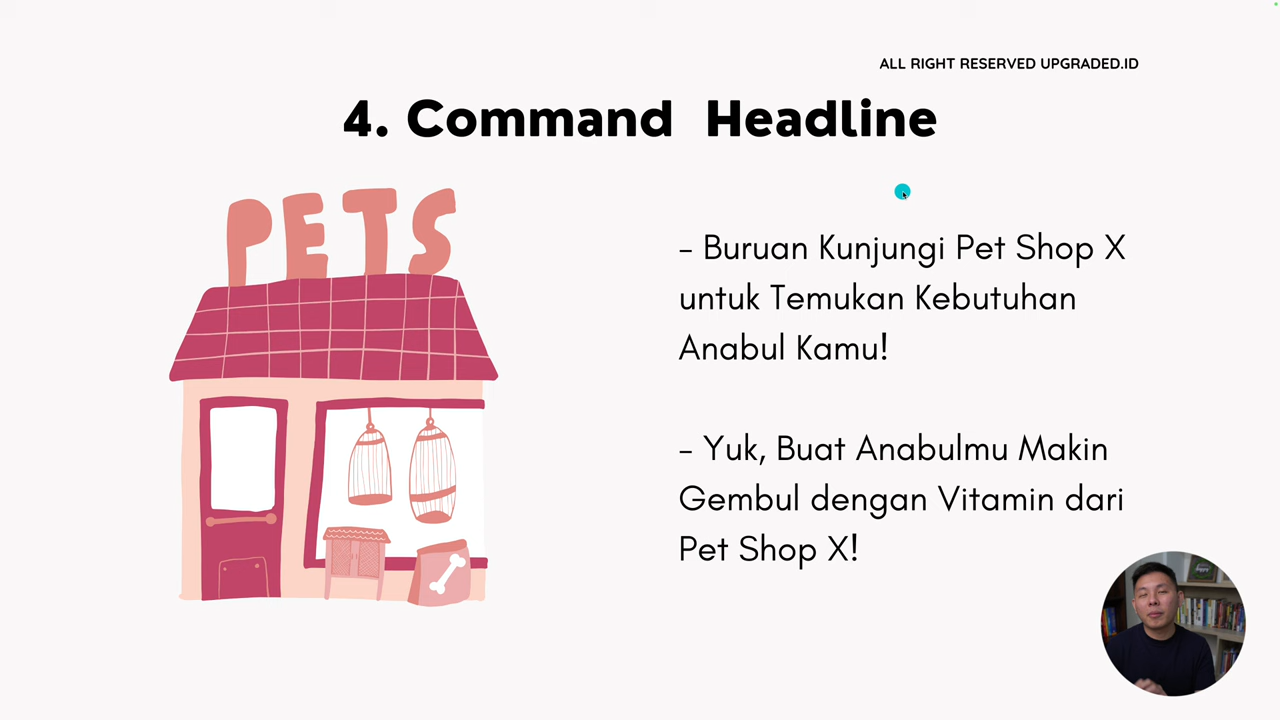 ALL RIGHT RESERVED UPGRADED.ID
4. Command Headline
PETS
- Buruan Kunjungi Pet Shop X
untuk Temukan Kebutuhan
Anabul Kamu!
- Yuk, Buat Anabulmu Makin
Gembul dengan Vitamin dari
Pet Shop X!